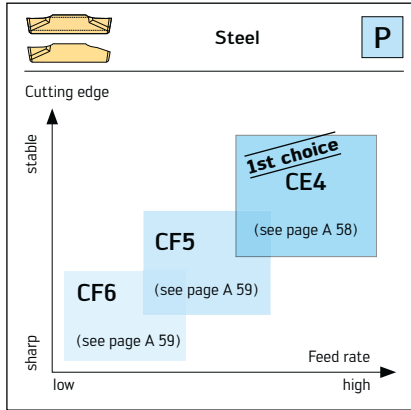 Steel
P
Cutting edge
stable
1st choice
CE4
(see page A 58)
CF5
(see page A 59)
CF6
(see page A 59)
sharp
Feed rate
low
high